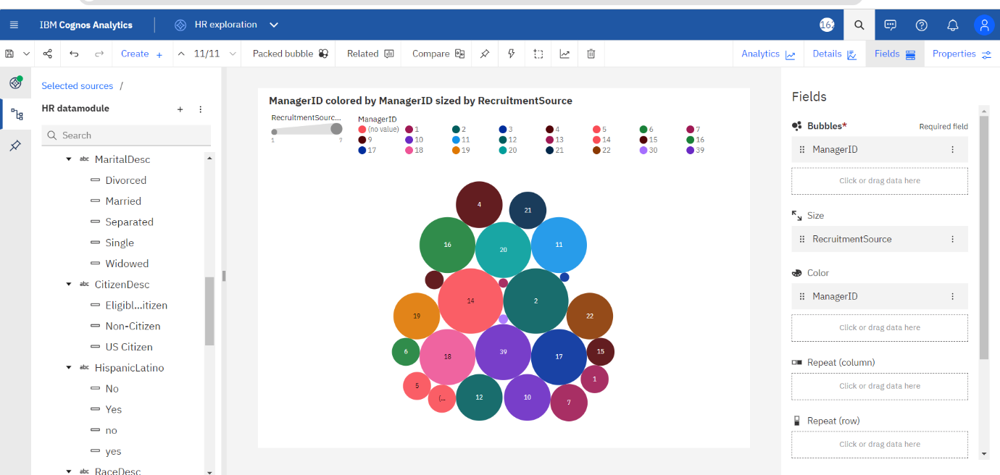 IBM Cognos Analytics
HR exploration
162
Create +
11/11
Packed bubble
Related
Compare
Analytics
Details
Fields
Properties
Selected sources /
HR datamodule
Search
abc MaritalDesc
Divorced
Married
Separated
Single
Widowed
abc CitizenDesc
Eligibl...itizen
Non-Citizen
US Citizen
abc HispanicLatino
No
Yes
no
yes
abc RaceDesc
ManagerID colored by ManagerID sized by RecruitmentSource
RecruitmentSourc...
1 7
ManagerID
(no value) 1 2 3 4 5 6 7
9 10 11 12 13 14 15 16
17 18 19 20 21 22 30 39
4
21
16
20
11
14
2
19
22
6
18
39
17
15
5
1
(...
12
10
7
Fields
Bubbles* Required field
ManagerID
Click or drag data here
Size
RecruitmentSource
Color
ManagerID
Click or drag data here
Repeat (column)
Click or drag data here
Repeat (row)
Click or drag data here